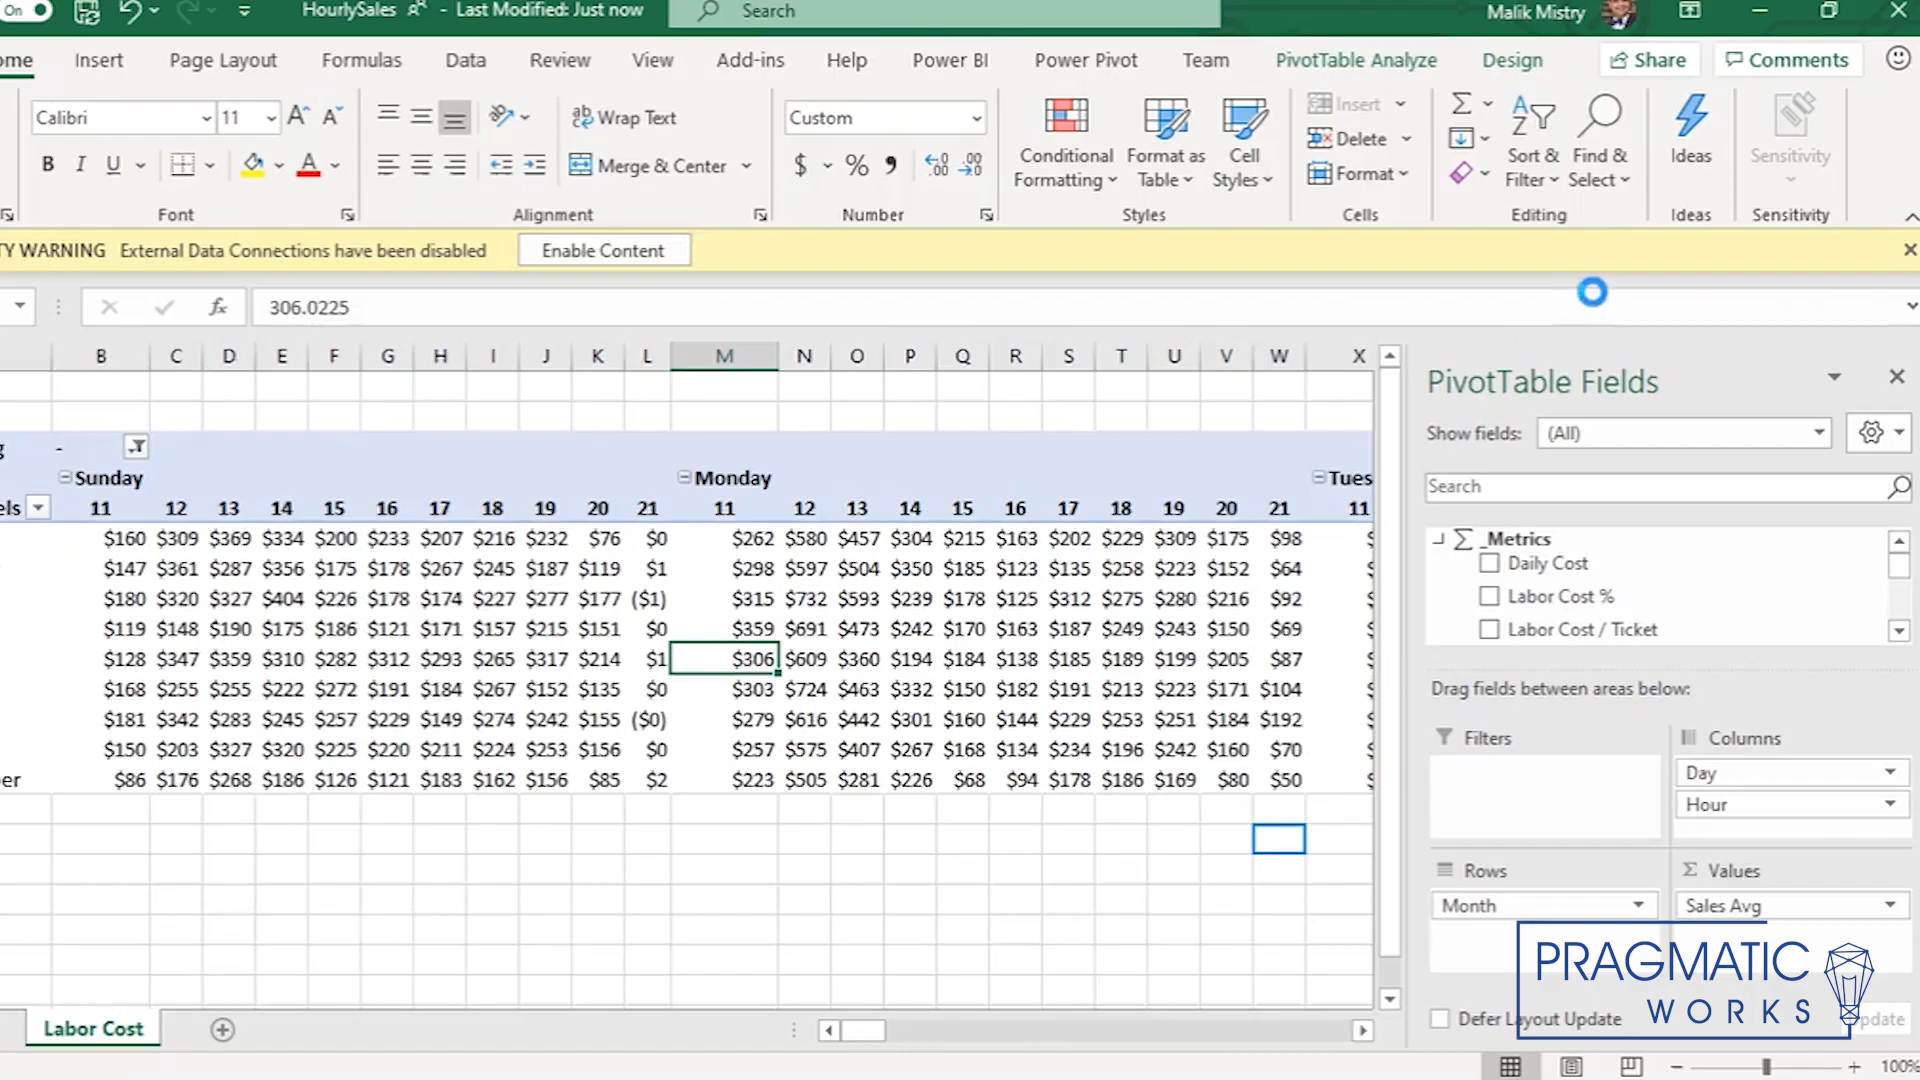 On HourlySales - Last Modified: Just now Search Malik Mistry
ome Insert Page Layout Formulas Data Review View Add-ins Help Power BI Power Pivot Team PivotTable Analyze Design Share Comments
Calibri 11 Wrap Text Custom Insert
B I U Merge & Center $ % Conditional Formatting Format as Table Cell Styles Delete Format Sort & Filter Find & Select Ideas Sensitivity
Font Alignment Number Styles Cells Editing Ideas Sensitivity
TY WARNING External Data Connections have been disabled Enable Content
fx 306.0225
B C D E F G H I J K L M N O P Q R S T U V W X
g -
Sunday Monday Tues
els 11 12 13 14 15 16 17 18 19 20 21 11 12 13 14 15 16 17 18 19 20 21 11
$160 $309 $369 $334 $200 $233 $207 $216 $232 $76 $0 $262 $580 $457 $304 $215 $163 $202 $229 $309 $175 $98
$147 $361 $287 $356 $175 $178 $267 $245 $187 $119 $1 $298 $597 $504 $350 $185 $123 $135 $258 $223 $152 $64
$180 $320 $327 $404 $226 $178 $174 $227 $277 $177 ($1) $315 $732 $593 $239 $178 $125 $312 $275 $280 $216 $92
$119 $148 $190 $175 $186 $121 $171 $157 $215 $151 $0 $359 $691 $473 $242 $170 $163 $187 $249 $243 $150 $69
$128 $347 $359 $310 $282 $312 $293 $265 $317 $214 $1 $306 $609 $360 $194 $184 $138 $185 $189 $199 $205 $87
$168 $255 $255 $222 $272 $191 $184 $267 $152 $135 $0 $303 $724 $463 $332 $150 $182 $191 $213 $223 $171 $104
$181 $342 $283 $245 $257 $229 $149 $274 $242 $155 ($0) $279 $616 $442 $301 $160 $144 $229 $253 $251 $184 $192
$150 $203 $327 $320 $225 $220 $211 $224 $253 $156 $0 $257 $575 $407 $267 $168 $134 $234 $196 $242 $160 $70
er $86 $176 $268 $186 $126 $121 $183 $162 $156 $85 $2 $223 $505 $281 $226 $68 $94 $178 $186 $169 $80 $50
Labor Cost
PivotTable Fields
Show fields: (All)
Search
Σ _Metrics
Daily Cost
Labor Cost %
Labor Cost / Ticket
Drag fields between areas below:
Filters Columns
Day
Hour
Rows Σ Values
Month Sales Avg
PRAGMATIC
WORKS
Defer Layout Update pdate
100%